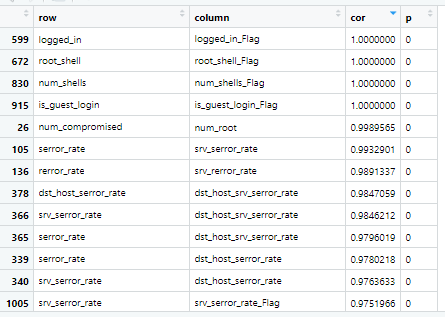 row column cor p
599 logged_in logged_in_Flag 1.0000000 0
672 root_shell root_shell_Flag 1.0000000 0
830 num_shells num_shells_Flag 1.0000000 0
915 is_guest_login is_guest_login_Flag 1.0000000 0
26 num_compromised num_root 0.9989565 0
105 serror_rate srv_serror_rate 0.9932901 0
136 rerror_rate srv_rerror_rate 0.9891337 0
378 dst_host_serror_rate dst_host_srv_serror_rate 0.9847059 0
366 srv_serror_rate dst_host_srv_serror_rate 0.9846212 0
365 serror_rate dst_host_srv_serror_rate 0.9796019 0
339 serror_rate dst_host_serror_rate 0.9780218 0
340 srv_serror_rate dst_host_serror_rate 0.9763633 0
1005 srv_serror_rate srv_serror_rate_Flag 0.9751966 0